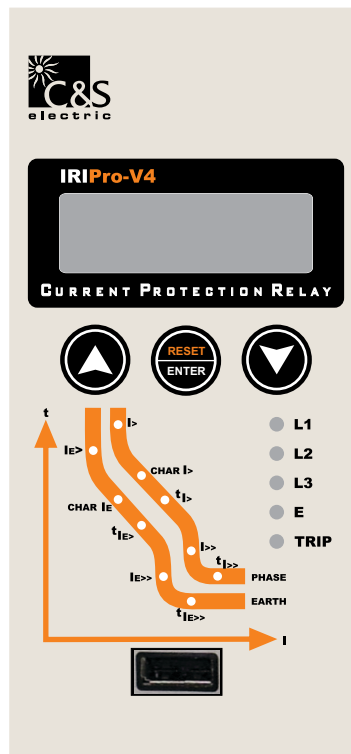 C&S
electric
IRIPro-V4
CURRENT PROTECTION RELAY
RESET
ENTER
t
I>
L1
IE>
L2
CHAR I>
L3
tI>
CHAR IE
E
tIE>
I>>
TRIP
tI>>
IE>>
PHASE
EARTH
tIE>>
I